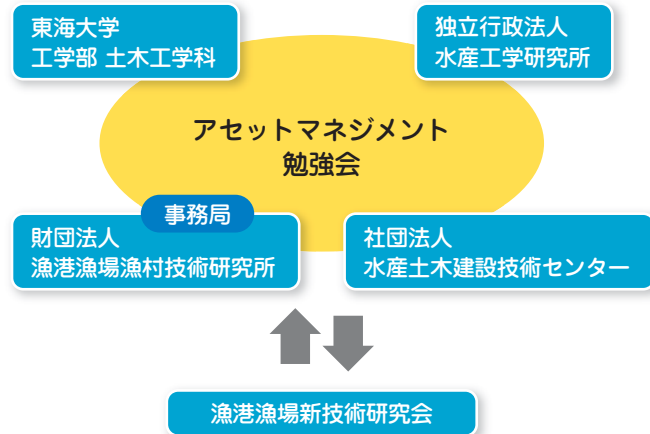 東海大学
工学部 土木工学科
独立行政法人
水産工学研究所
アセットマネジメント
勉強会
事務局
財団法人
漁港漁場漁村技術研究所
社団法人
水産土木建設技術センター
漁港漁場新技術研究会